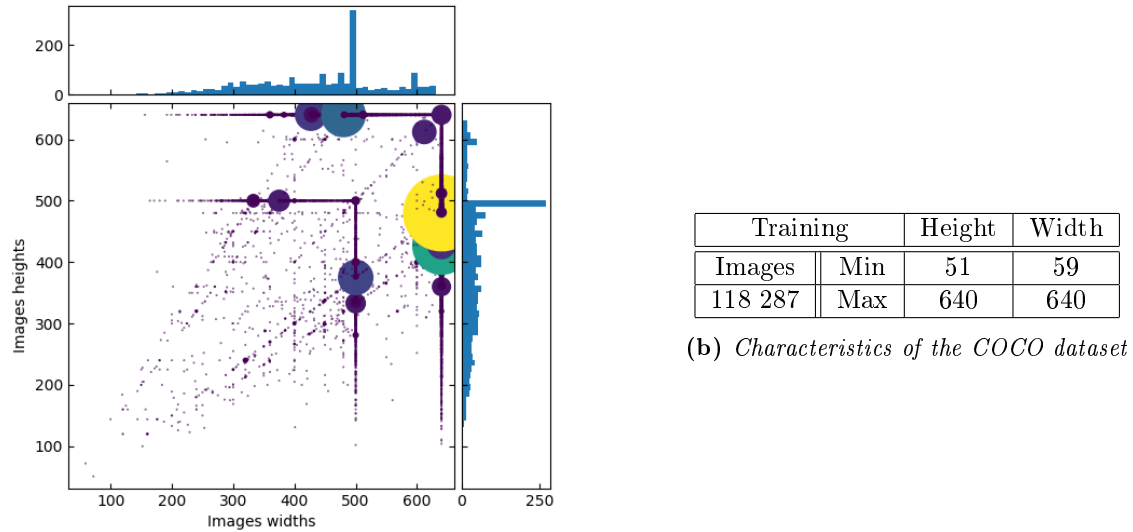 200
0
600
500
400
300
200
100
Images heights
100 200 300 400 500 600
Images widths
0 250
Training Height Width
Images Min 51 59
118 287 Max 640 640
(b) Characteristics of the COCO dataset